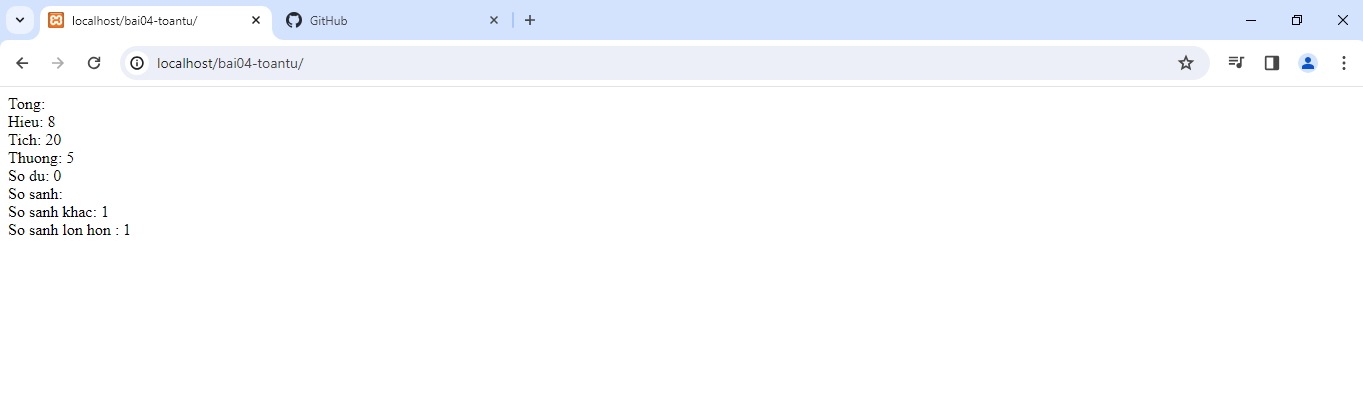 localhost/bai04-toantu/
GitHub
localhost/bai04-toantu/
Tong:
Hieu: 8
Tich: 20
Thuong: 5
So du: 0
So sanh:
So sanh khac: 1
So sanh lon hon : 1